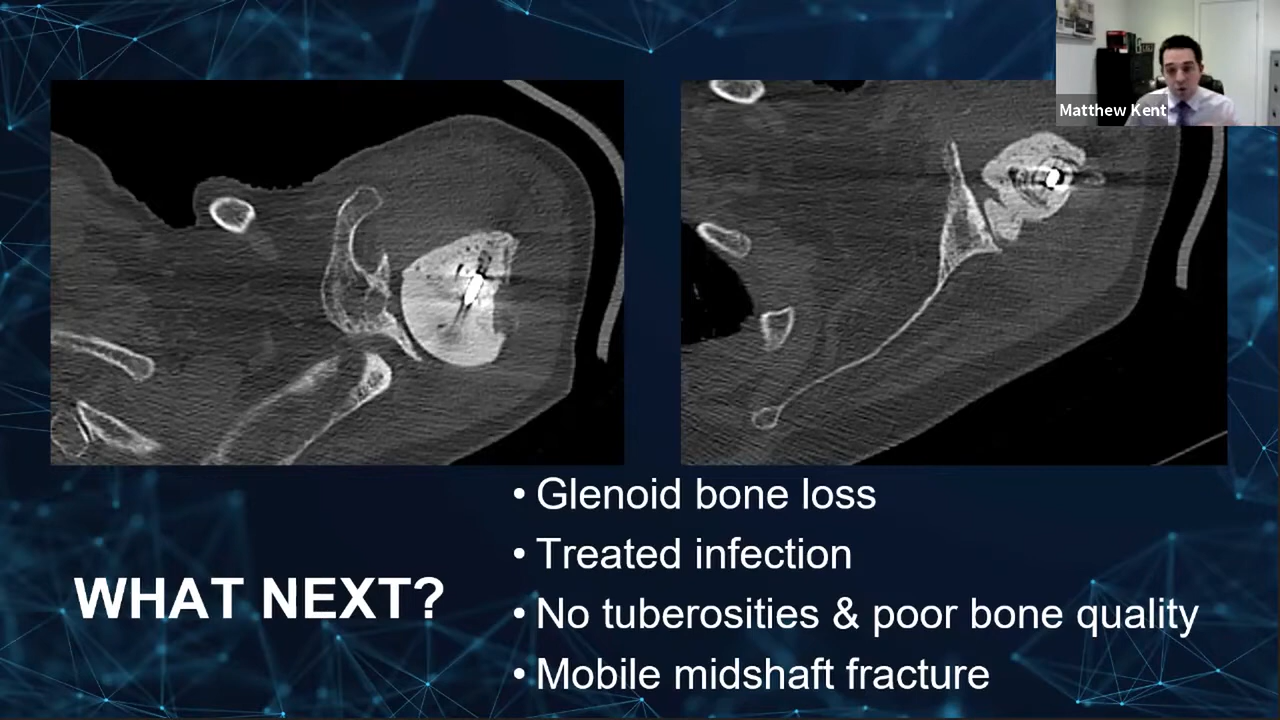 Matthew Kent
• Glenoid bone loss
• Treated infection
WHAT NEXT?
• No tuberosities & poor bone quality
• Mobile midshaft fracture